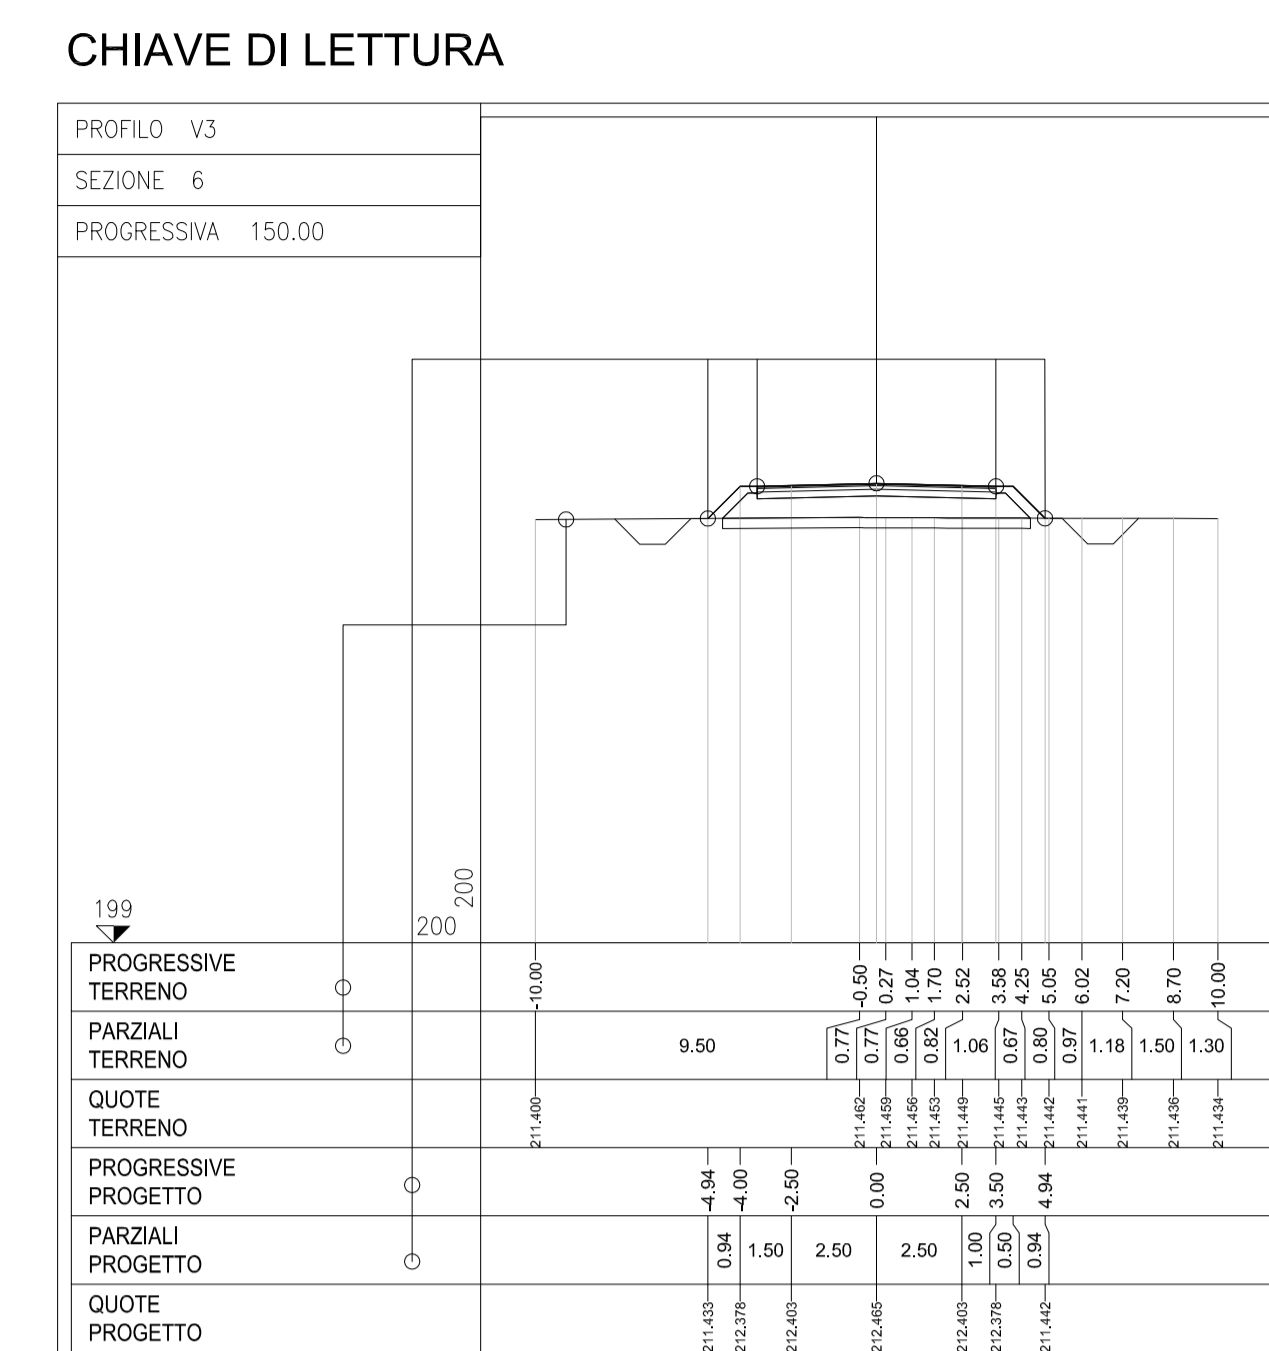 CHIAVE DI LETTURA
PROFILO V3
SEZIONE 6
PROGRESSIVA 150.00
199
200
200
PROGRESSIVE
TERRENO
-10.00 -0.50 0.27 1.04 1.70 2.52 3.58 4.25 5.05 6.02 7.20 8.70 10.00
PARZIALI
TERRENO
9.50 0.77 0.77 0.66 0.82 1.06 0.67 0.80 0.97 1.18 1.50 1.30
QUOTE
TERRENO
211.400 211.462 211.459 211.456 211.453 211.449 211.445 211.443 211.442 211.441 211.439 211.436 211.434
PROGRESSIVE
PROGETTO
-4.94 -4.00 -2.50 0.00 2.50 3.50 4.94
PARZIALI
PROGETTO
0.94 1.50 2.50 2.50 1.00 0.50 0.94
QUOTE
PROGETTO
211.433 212.378 212.403 212.465 212.403 212.378 211.442